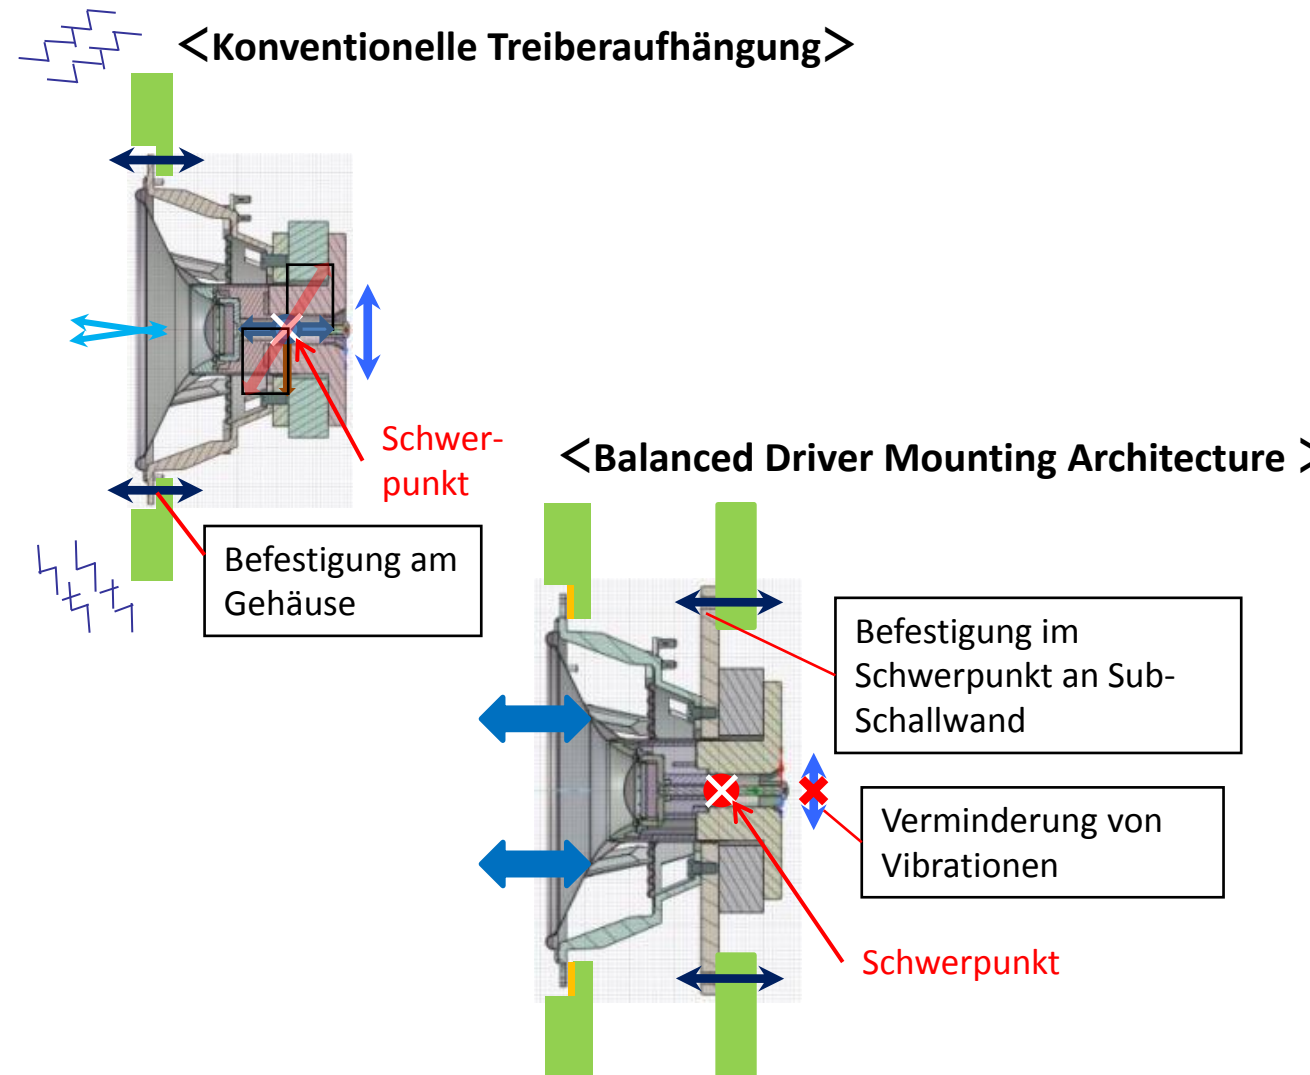 <Konventionelle Treiberaufhängung>
Schwer-
punkt
Befestigung am
Gehäuse
<Balanced Driver Mounting Architecture >
Befestigung im
Schwerpunkt an Sub-
Schallwand
Verminderung von
Vibrationen
Schwerpunkt